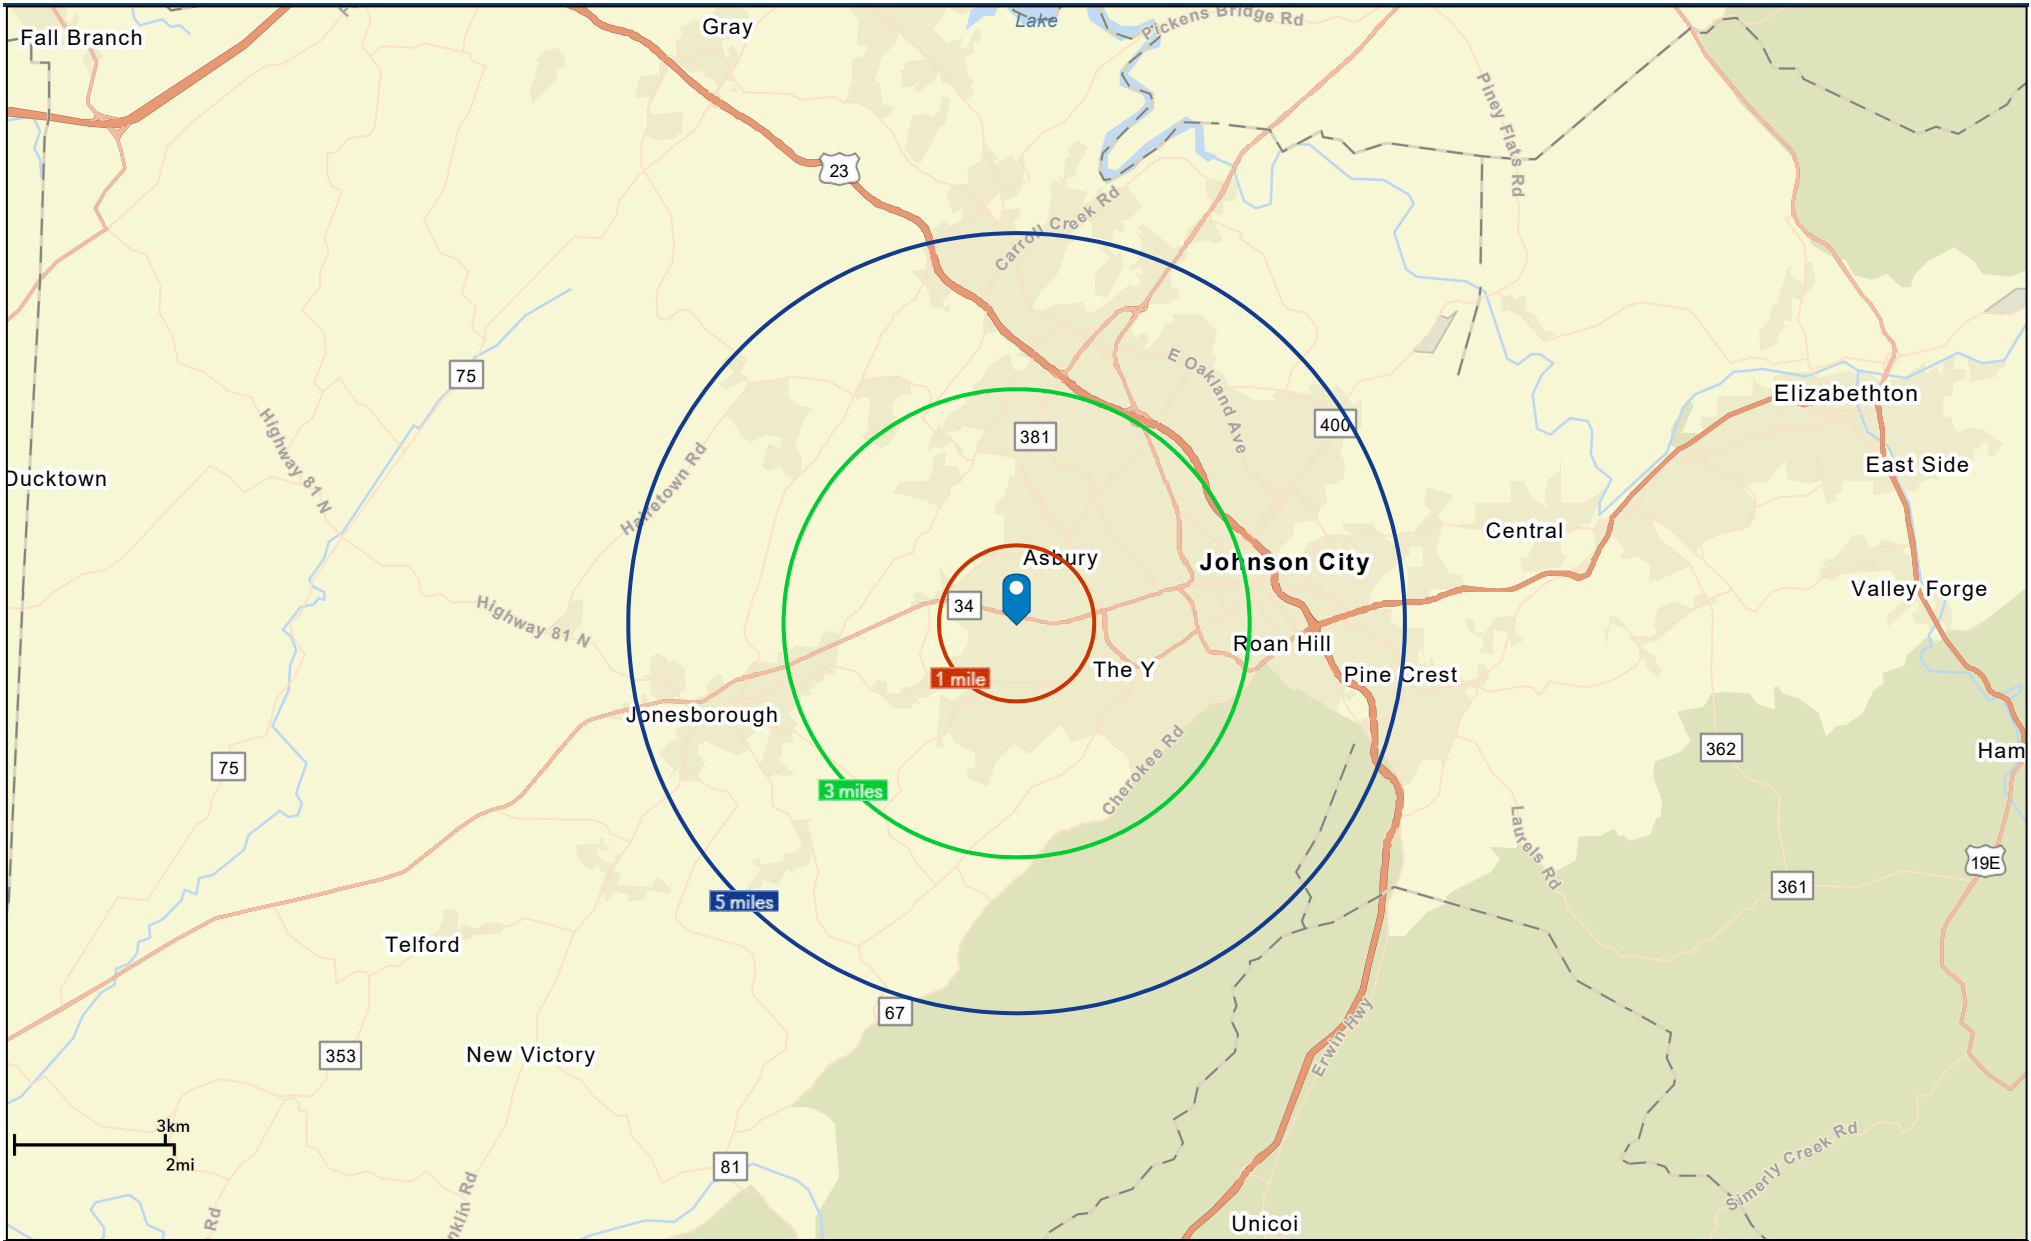 Fall Branch
Gray
Lake
Pickens Bridge Rd
Piney Flats Rd
23
Carroll Creek Rd
75
E Oakland Ave
Elizabethton
400
381
Highway 81 N
Hairetown Rd
East Side
Ducktown
Central
Asbury
Johnson City
Valley Forge
34
Highway 81 N
Roan Hill
The Y
Pine Crest
1 mile
Jonesborough
362
Ham
75
Cherokee Rd
3 miles
Laurels Rd
19E
361
5 miles
Telford
67
Erwin Hwy
353
New Victory
3km
2mi
81
Simerly Creek Rd
nklin Rd
Rd
Unicoi